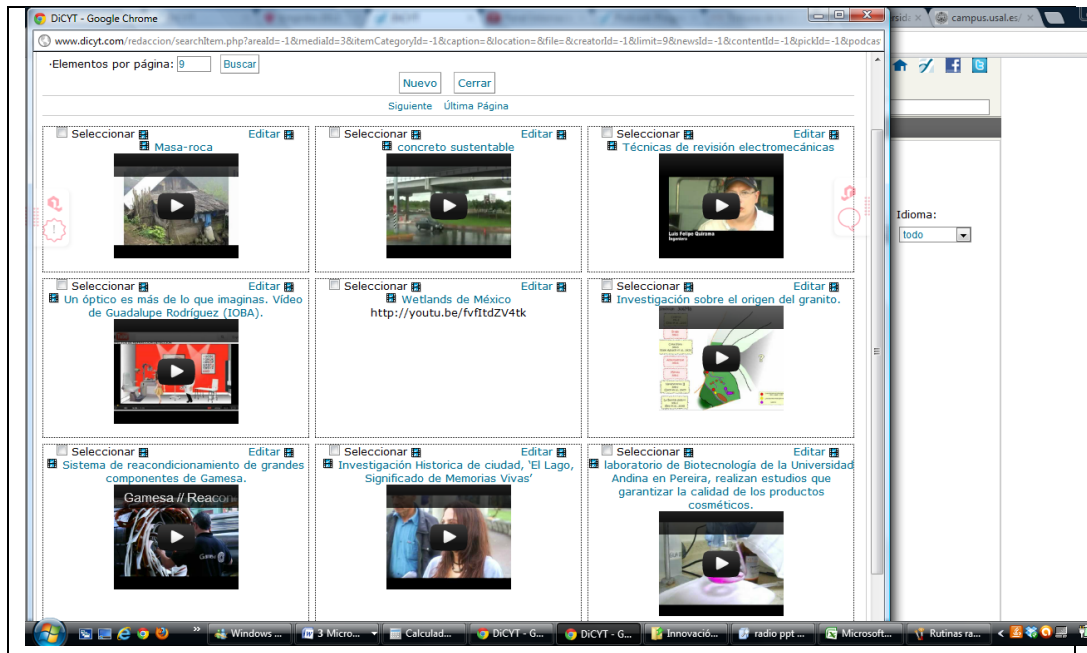 DiCYT - Google Chrome
campus.usal.es/
www.dicyt.com/redaccion/searchItem.php?areaId=-1&mediaId=3&itemCategoryId=-1&caption=&location=&file=&creatorId=-1&limit=9&newsId=-1&contentId=-1&pickId=-1&podcas
·Elementos por página: 9 Buscar
Nuevo Cerrar
Siguiente Última Página
Seleccionar Editar Seleccionar Editar Seleccionar Editar
Masa-roca concreto sustentable Técnicas de revisión electromecánicas
Luis Felipe Quirama
Ingeniero
Idioma:
todo
Seleccionar Editar Seleccionar Editar Seleccionar Editar
Un óptico es más de lo que imaginas. Vídeo
de Guadalupe Rodríguez (IOBA).
Wetlands de México
http://youtu.be/fvfItdZV4tk
Investigación sobre el origen del granito.
Seleccionar Editar Seleccionar Editar Seleccionar Editar
Sistema de reacondicionamiento de grandes
componentes de Gamesa.
Gamesa // Reacon
Investigación Historica de ciudad, 'El Lago,
Significado de Memorias Vivas'
laboratorio de Biotecnología de la Universidad
Andina en Pereira, realizan estudios que
garantizar la calidad de los productos
cosméticos.
Windows ... 3 Micro... Calculad... DiCYT - G... DiCYT - G... Innovació... radio ppt ... Microsoft... Rutinas ra...